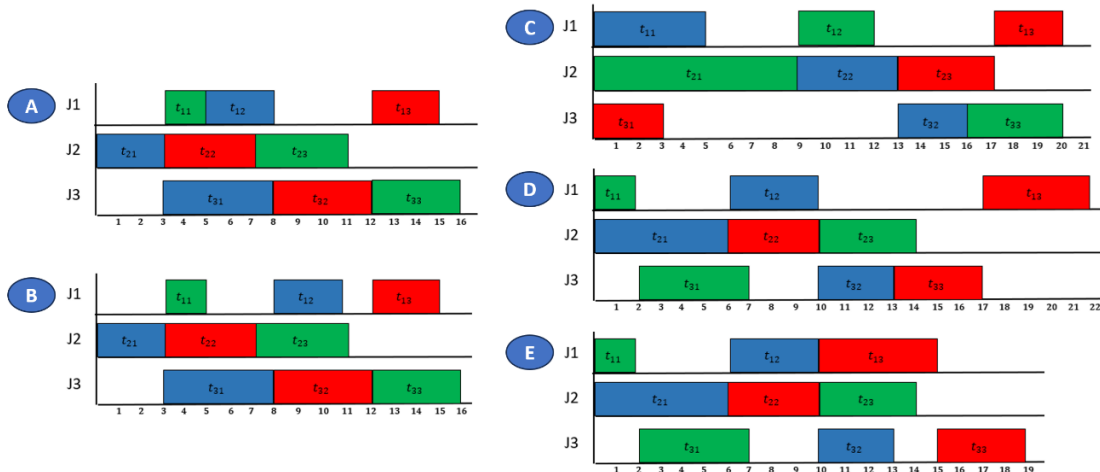 A
J1
t11
t12
t13
J2
t21
t22
t23
J3
t31
t32
t33
1 2 3 4 5 6 7 8 9 10 11 12 13 14 15 16
B
J1
t11
t12
t13
J2
t21
t22
t23
J3
t31
t32
t33
1 2 3 4 5 6 7 8 9 10 11 12 13 14 15 16
C
J1
t11
t12
t13
J2
t21
t22
t23
J3
t31
t32
t33
1 2 3 4 5 6 7 8 9 10 11 12 13 14 15 16 17 18 19 20 21
D
J1
t11
t12
t13
J2
t21
t22
t23
J3
t31
t32
t33
1 2 3 4 5 6 7 8 9 10 11 12 13 14 15 16 17 18 19 20 21 22
E
J1
t11
t12
t13
J2
t21
t22
t23
J3
t31
t32
t33
1 2 3 4 5 6 7 8 9 10 11 12 13 14 15 16 17 18 19